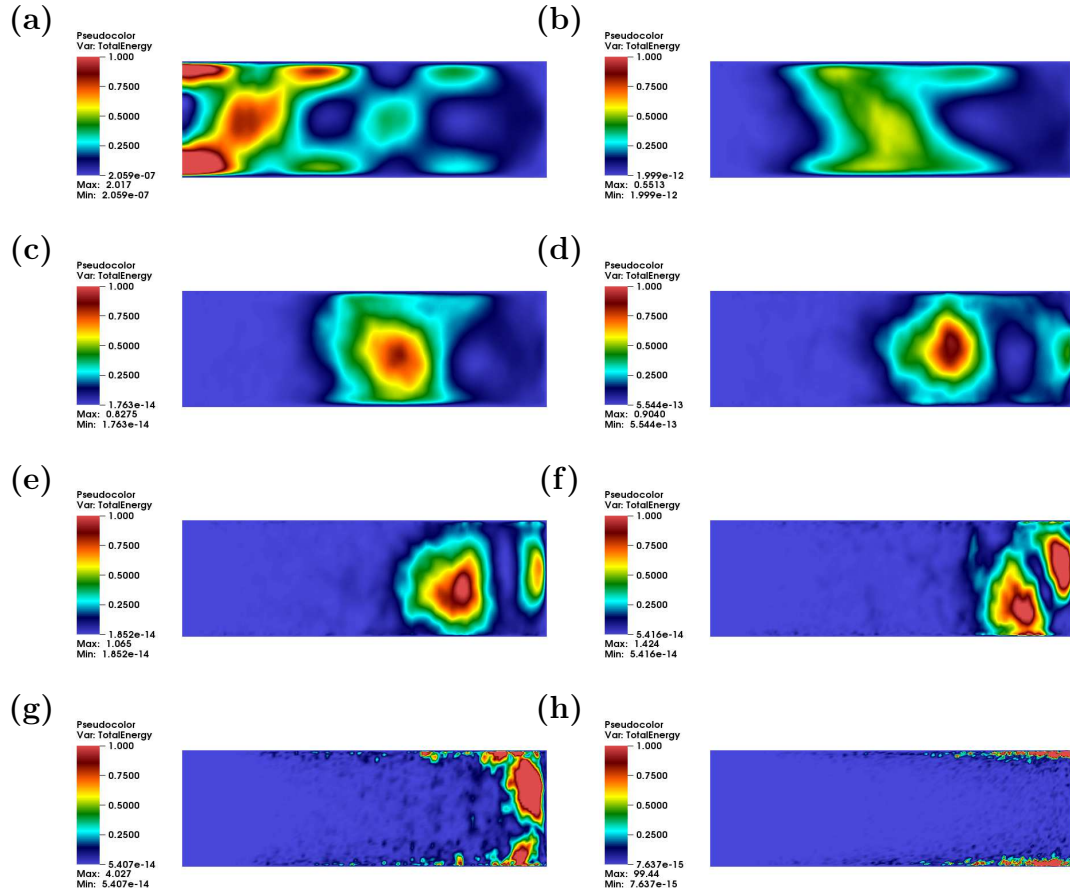 (a)
Pseudocolor
Var: TotalEnergy
1.000
0.7500
0.5000
0.2500
2.059e-07
Max: 2.017
Min: 2.059e-07
(b)
Pseudocolor
Var: TotalEnergy
1.000
0.7500
0.5000
0.2500
1.999e-12
Max: 0.5513
Min: 1.999e-12
(c)
Pseudocolor
Var: TotalEnergy
1.000
0.7500
0.5000
0.2500
1.763e-14
Max: 0.8275
Min: 1.763e-14
(d)
Pseudocolor
Var: TotalEnergy
1.000
0.7500
0.5000
0.2500
5.544e-13
Max: 0.9040
Min: 5.544e-13
(e)
Pseudocolor
Var: TotalEnergy
1.000
0.7500
0.5000
0.2500
1.852e-14
Max: 1.065
Min: 1.852e-14
(f)
Pseudocolor
Var: TotalEnergy
1.000
0.7500
0.5000
0.2500
5.416e-14
Max: 1.424
Min: 5.416e-14
(g)
Pseudocolor
Var: TotalEnergy
1.000
0.7500
0.5000
0.2500
5.407e-14
Max: 4.027
Min: 5.407e-14
(h)
Pseudocolor
Var: TotalEnergy
1.000
0.7500
0.5000
0.2500
7.637e-15
Max: 99.44
Min: 7.637e-15